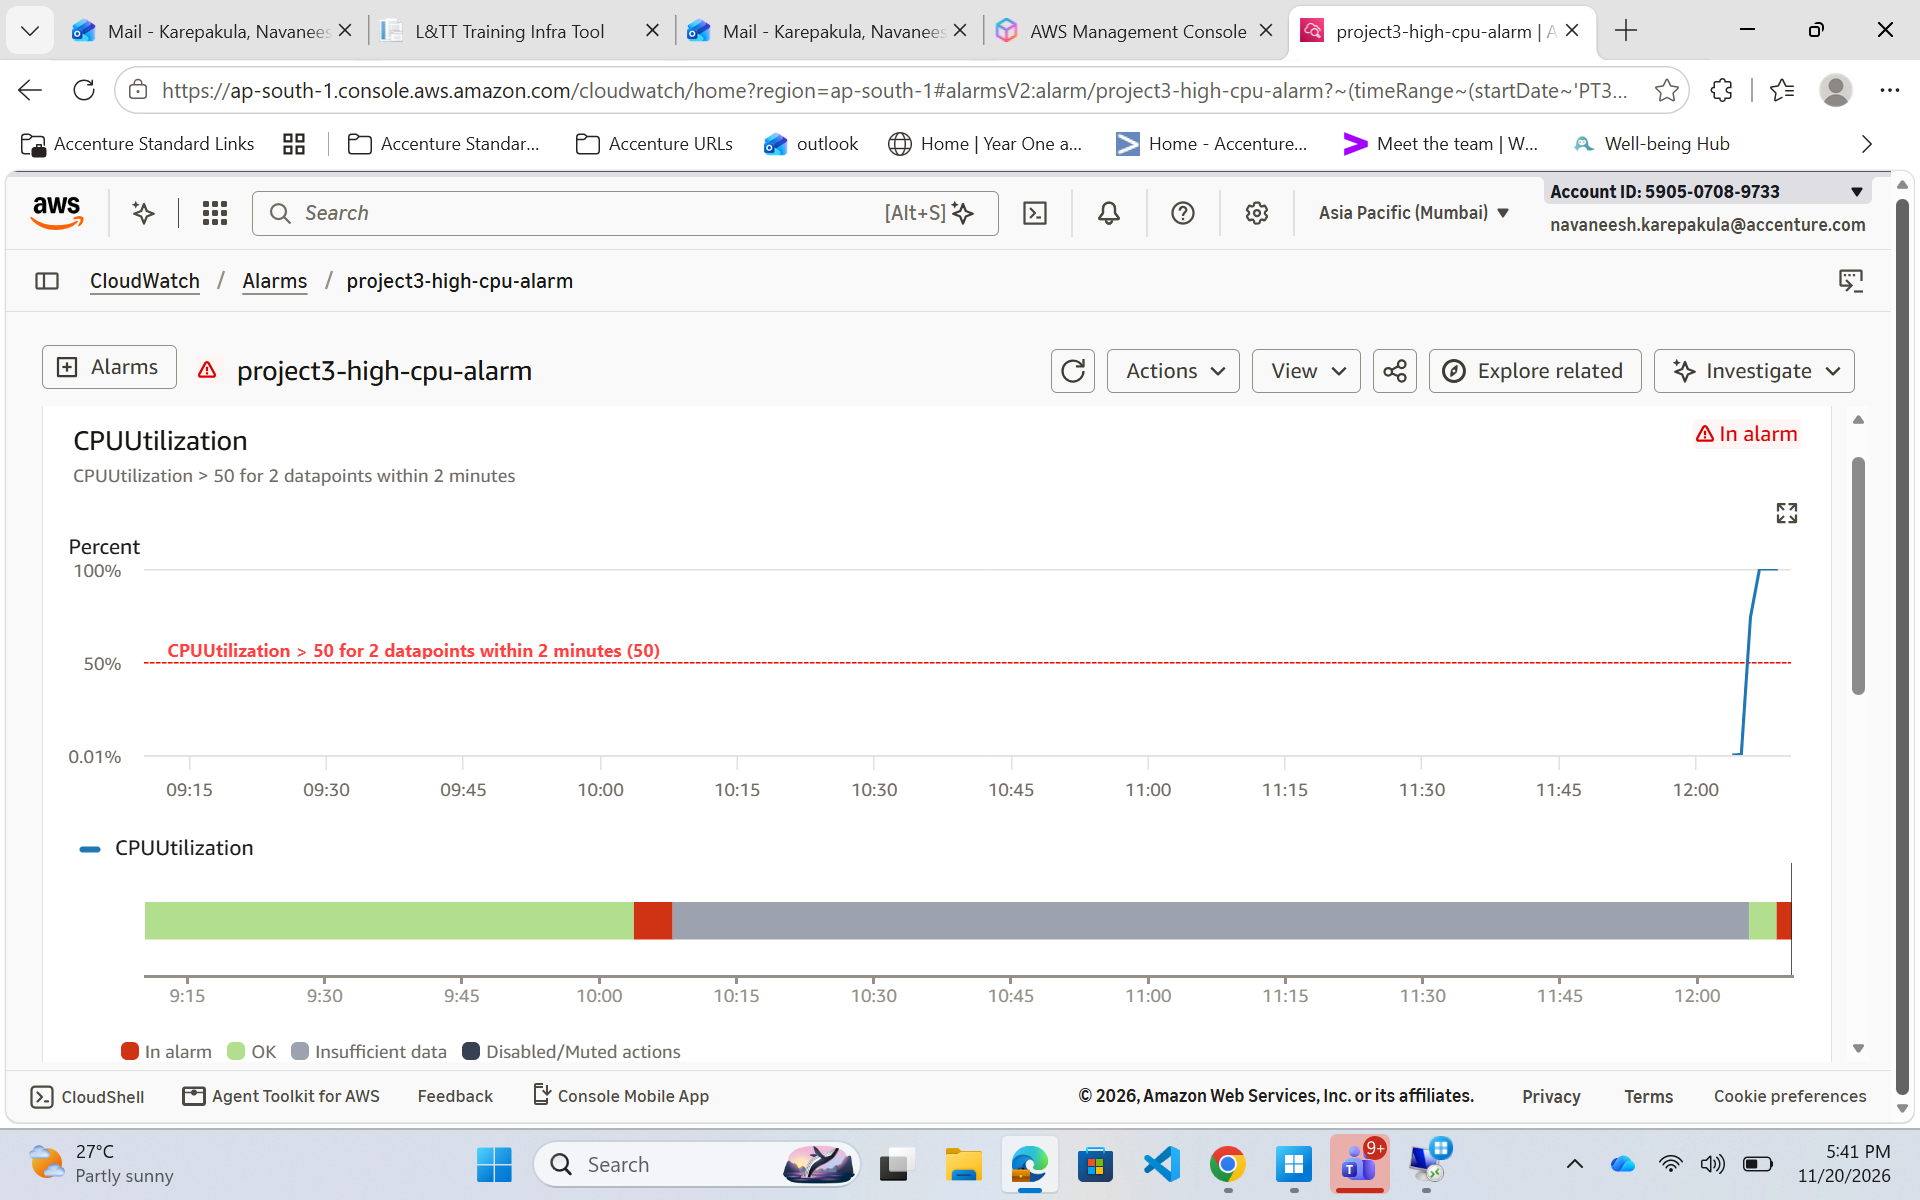 Mail - Karepakula, Navanees
L&TT Training Infra Tool
Mail - Karepakula, Navanees
AWS Management Console
project3-high-cpu-alarm | A
https://ap-south-1.console.aws.amazon.com/cloudwatch/home?region=ap-south-1#alarmsV2:alarm/project3-high-cpu-alarm?~(timeRange~(startDate~'PT3...
Accenture Standard Links
Accenture Standar...
Accenture URLs
outlook
Home | Year One a...
Home - Accenture...
Meet the team | W...
Well-being Hub
aws
Search
[Alt+S]
Asia Pacific (Mumbai)
Account ID: 5905-0708-9733
navaneesh.karepakula@accenture.com
CloudWatch / Alarms / project3-high-cpu-alarm
Alarms
project3-high-cpu-alarm
Actions
View
Explore related
Investigate
CPUUtilization
In alarm
CPUUtilization > 50 for 2 datapoints within 2 minutes
Percent
100%
CPUUtilization > 50 for 2 datapoints within 2 minutes (50)
50%
0.01%
09:15 09:30 09:45 10:00 10:15 10:30 10:45 11:00 11:15 11:30 11:45 12:00
CPUUtilization
9:15 9:30 9:45 10:00 10:15 10:30 10:45 11:00 11:15 11:30 11:45 12:00
In alarm OK Insufficient data Disabled/Muted actions
CloudShell
Agent Toolkit for AWS
Feedback
Console Mobile App
© 2026, Amazon Web Services, Inc. or its affiliates.
Privacy
Terms
Cookie preferences
27°C
Partly sunny
Search
9+
T
5:41 PM
11/20/2026